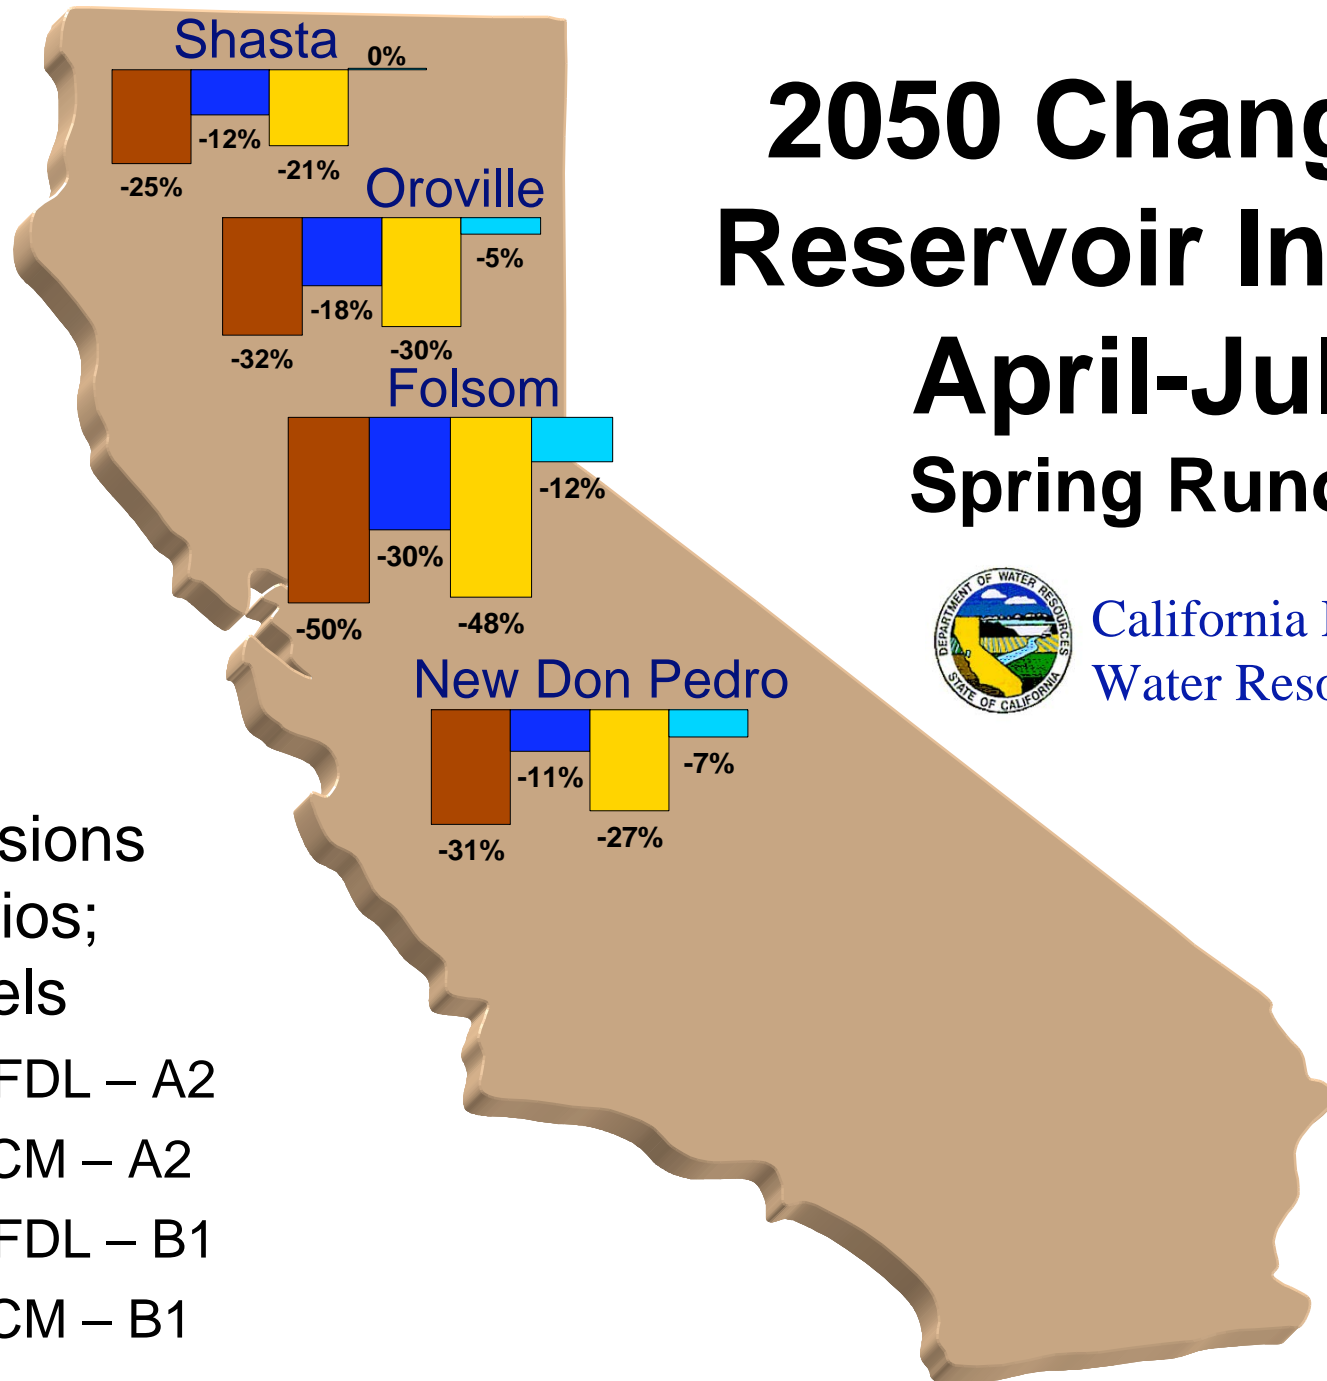 Shasta
0%
-12%
-21%
-25%
Oroville
-5%
-18%
-30%
-32%
Folsom
-12%
-30%
-48%
-50%
New Don Pedro
-7%
-11%
-27%
-31%
2050 Chang
Reservoir In
April-Jul
Spring Runo
DEPARTMENT OF WATER RESOURCES
STATE OF CALIFORNIA
California
Water Reso
sions
ios;
els
FDL – A2
CM – A2
FDL – B1
CM – B1